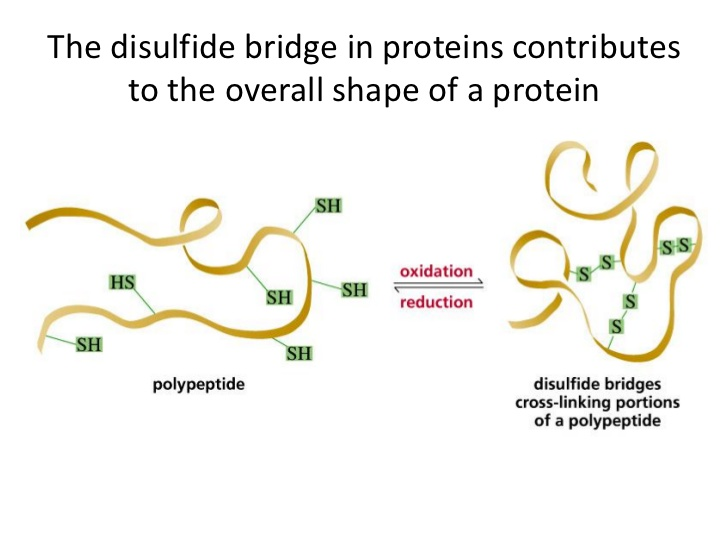 The disulfide bridge in proteins contributes
to the overall shape of a protein
SH
HS
SH
SH
SH
SH
polypeptide
oxidation
reduction
S
S
S S
S
S
disulfide bridges
cross-linking portions
of a polypeptide